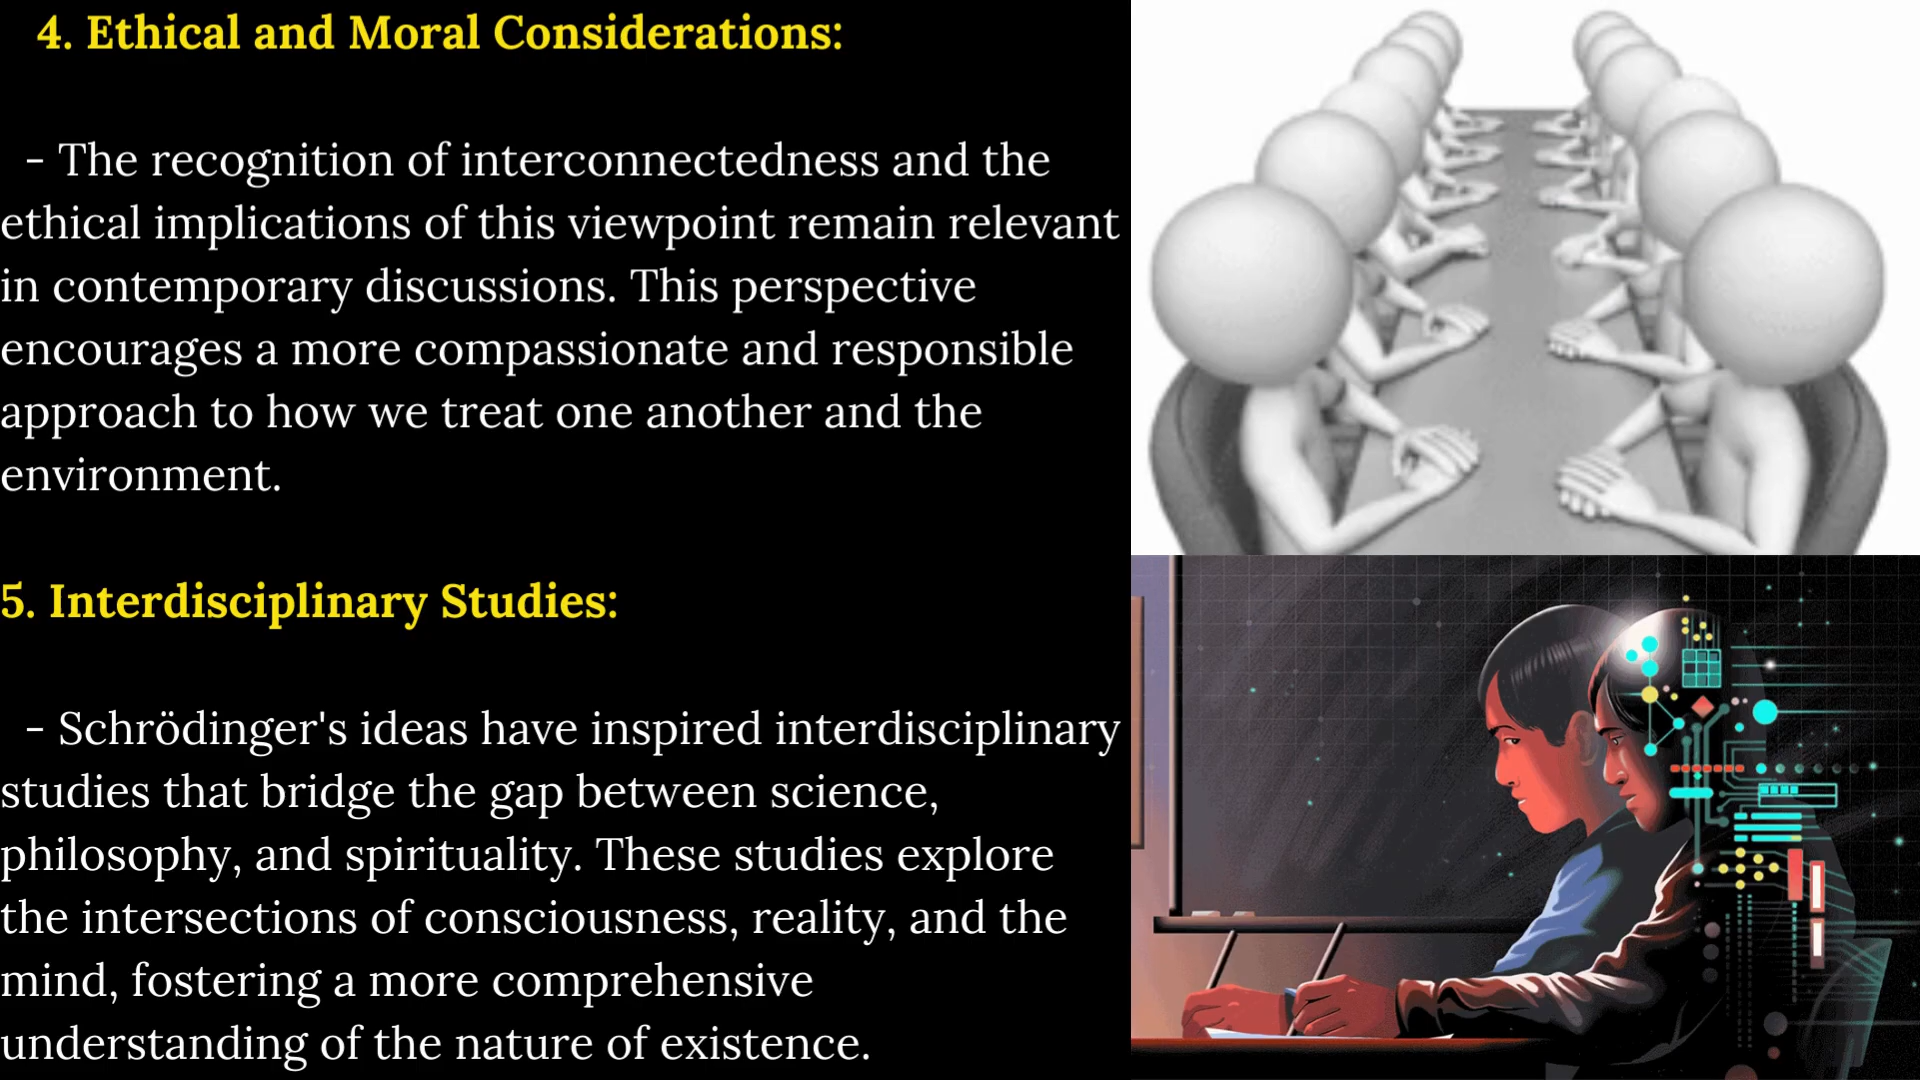 4. Ethical and Moral Considerations:
- The recognition of interconnectedness and the
ethical implications of this viewpoint remain relevant
in contemporary discussions. This perspective
encourages a more compassionate and responsible
approach to how we treat one another and the
environment.
5. Interdisciplinary Studies:
- Schrödinger's ideas have inspired interdisciplinary
studies that bridge the gap between science,
philosophy, and spirituality. These studies explore
the intersections of consciousness, reality, and the
mind, fostering a more comprehensive
understanding of the nature of existence.